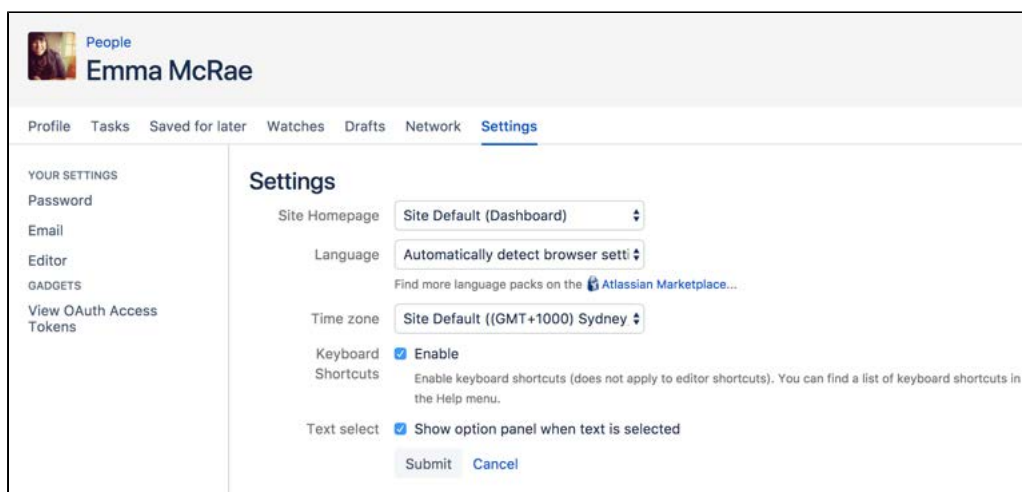 People
Emma McRae
Profile Tasks Saved for later Watches Drafts Network Settings
YOUR SETTINGS
Password
Email
Editor
GADGETS
View OAuth Access
Tokens
Settings
Site Homepage Site Default (Dashboard)
Language Automatically detect browser setti
Find more language packs on the Atlassian Marketplace...
Time zone Site Default ((GMT+1000) Sydney
Keyboard Enable
Shortcuts
Enable keyboard shortcuts (does not apply to editor shortcuts). You can find a list of keyboard shortcuts in
the Help menu.
Text select Show option panel when text is selected
Submit Cancel